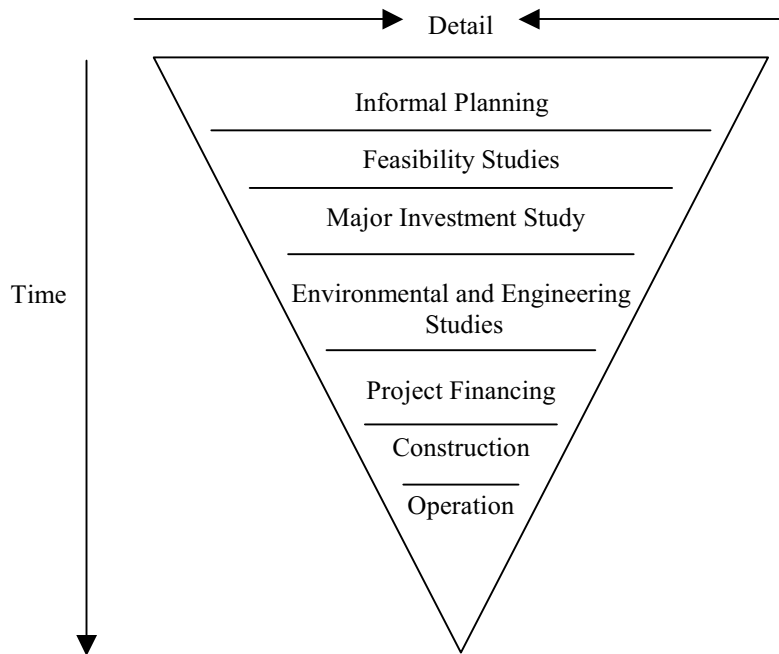 Detail
Informal Planning
Feasibility Studies
Major Investment Study
Time
Environmental and Engineering
Studies
Project Financing
Construction
Operation